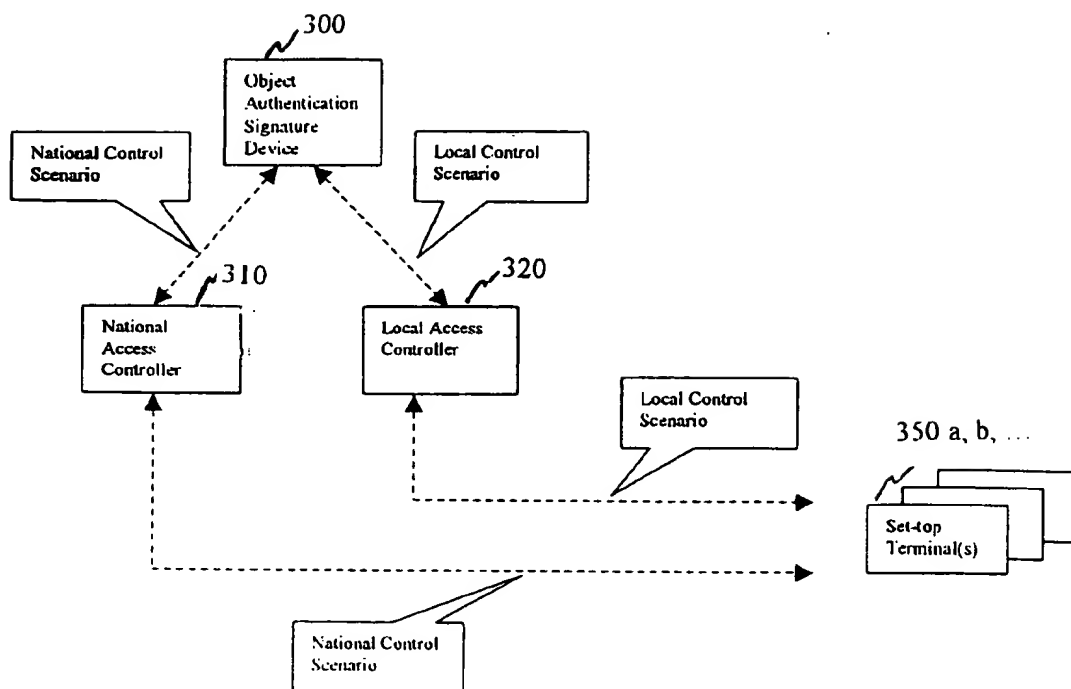 300
Object
Authentication
Signature
Device
National Control
Scenario
Local Control
Scenario
310
National
Access
Controller
320
Local Access
Controller
Local Control
Scenario
350 a, b, ...
Set-top
Terminal(s)
National Control
Scenario